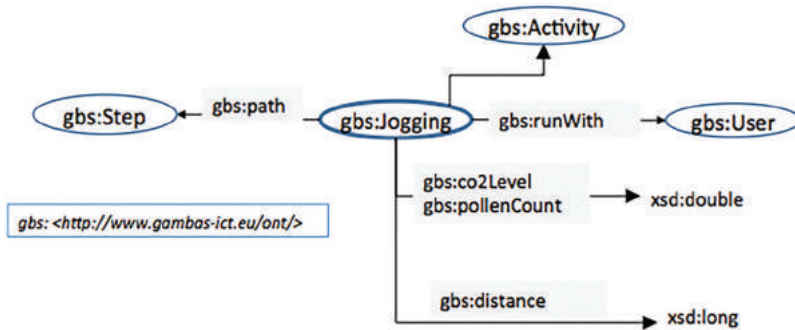 gbs:Activity
gbs:Step
gbs:path
gbs:Jogging
gbs:runWith
gbs:User
gbs:co2Level
gbs:pollenCount
xsd:double
gbs: <http://www.gambas-ict.eu/ont/>
gbs:distance
xsd:long